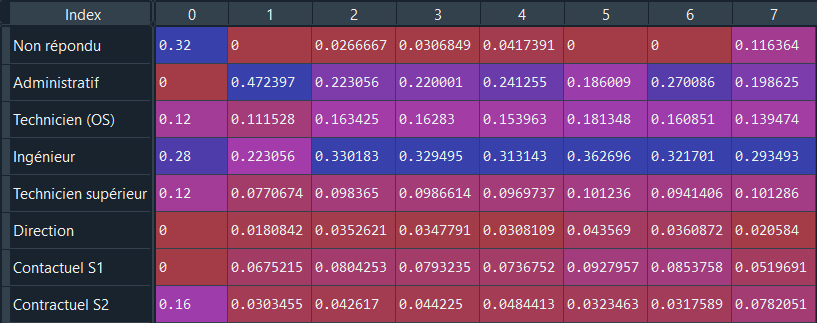 Index 0 1 2 3 4 5 6 7
Non répondu 0.32 0 0.0266667 0.0306849 0.0417391 0 0 0.116364
Administratif 0 0.472397 0.223056 0.220001 0.241255 0.186009 0.270086 0.198625
Technicien (OS) 0.12 0.111528 0.163425 0.16283 0.153963 0.181348 0.160851 0.139474
Ingénieur 0.28 0.223056 0.330183 0.329495 0.313143 0.362696 0.321701 0.293493
Technicien supérieur 0.12 0.0770674 0.098365 0.0986614 0.0969737 0.101236 0.0941406 0.101286
Direction 0 0.0180842 0.0352621 0.0347791 0.0308109 0.043569 0.0360872 0.020584
Contactuel S1 0 0.0675215 0.0804253 0.0793235 0.0736752 0.0927957 0.0853758 0.0519691
Contractuel S2 0.16 0.0303455 0.042617 0.044225 0.0484413 0.0323463 0.0317589 0.0782051